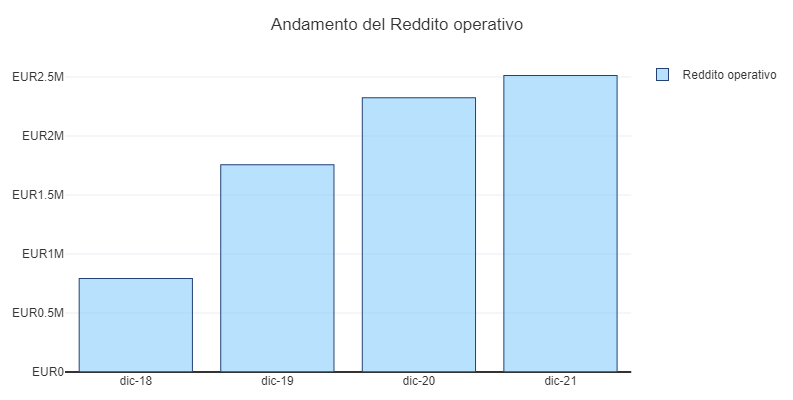 Andamento del Reddito operativo
EUR2.5M
EUR2M
EUR1.5M
EUR1M
EUR0.5M
EUR0
dic-18
dic-19
dic-20
dic-21
Reddito operativo